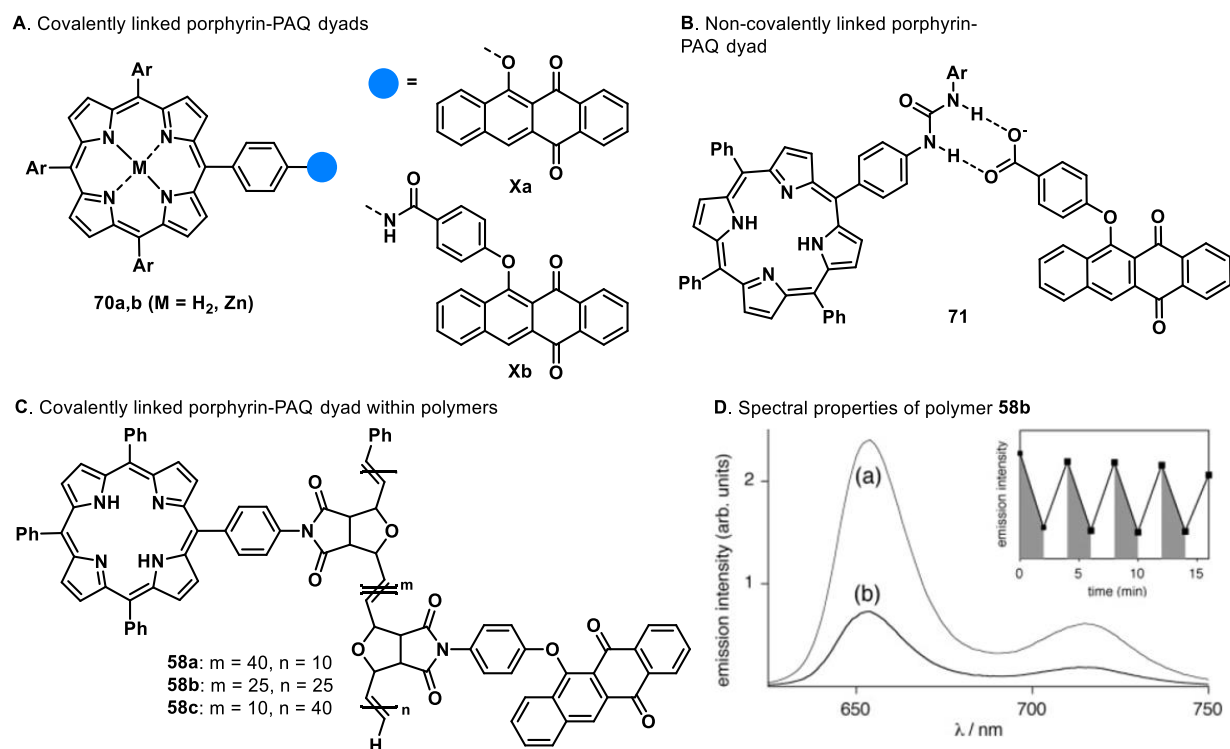 A. Covalently linked porphyrin-PAQ dyads
Ar
N
N
Ar
M
N
N
Ar
70a,b (M = H2, Zn)
=
O
O
O
Xa
O
N
H
O
O
O
Xb
B. Non-covalently linked porphyrin-
PAQ dyad
Ar
O
N
H
N
H
O-
O
Ph
N
NH
HN
N
Ph
Ph
O
O
O
71
C. Covalently linked porphyrin-PAQ dyad within polymers
Ph
Ph
NH
N
N
HN
Ph
Ph
O
N
O
O
m
O
O
N
O
O
O
O
n
H
58a: m = 40, n = 10
58b: m = 25, n = 25
58c: m = 10, n = 40
D. Spectral properties of polymer 58b
emission intensity (arb. units)
2
1
(a)
(b)
650
700
750
λ / nm
emission intensity
0
5
10
15
time (min)